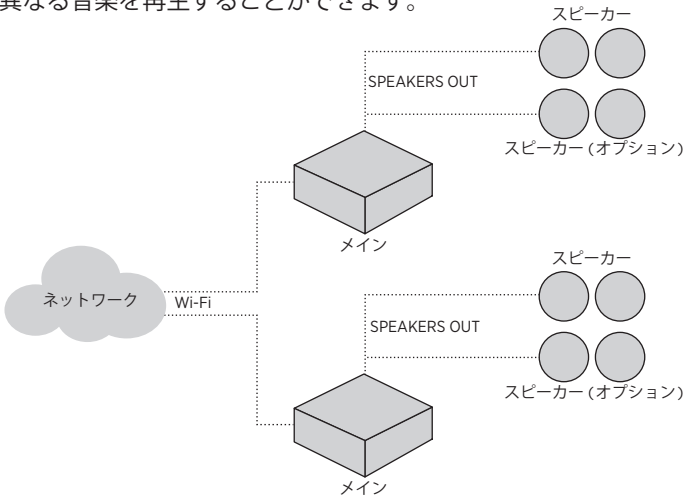 異なる音楽を再生することができます。
スピーカー
SPEAKERS OUT
スピーカー (オプション)
メイン
ネットワーク
Wi-Fi
スピーカー
SPEAKERS OUT
スピーカー (オプション)
メイン